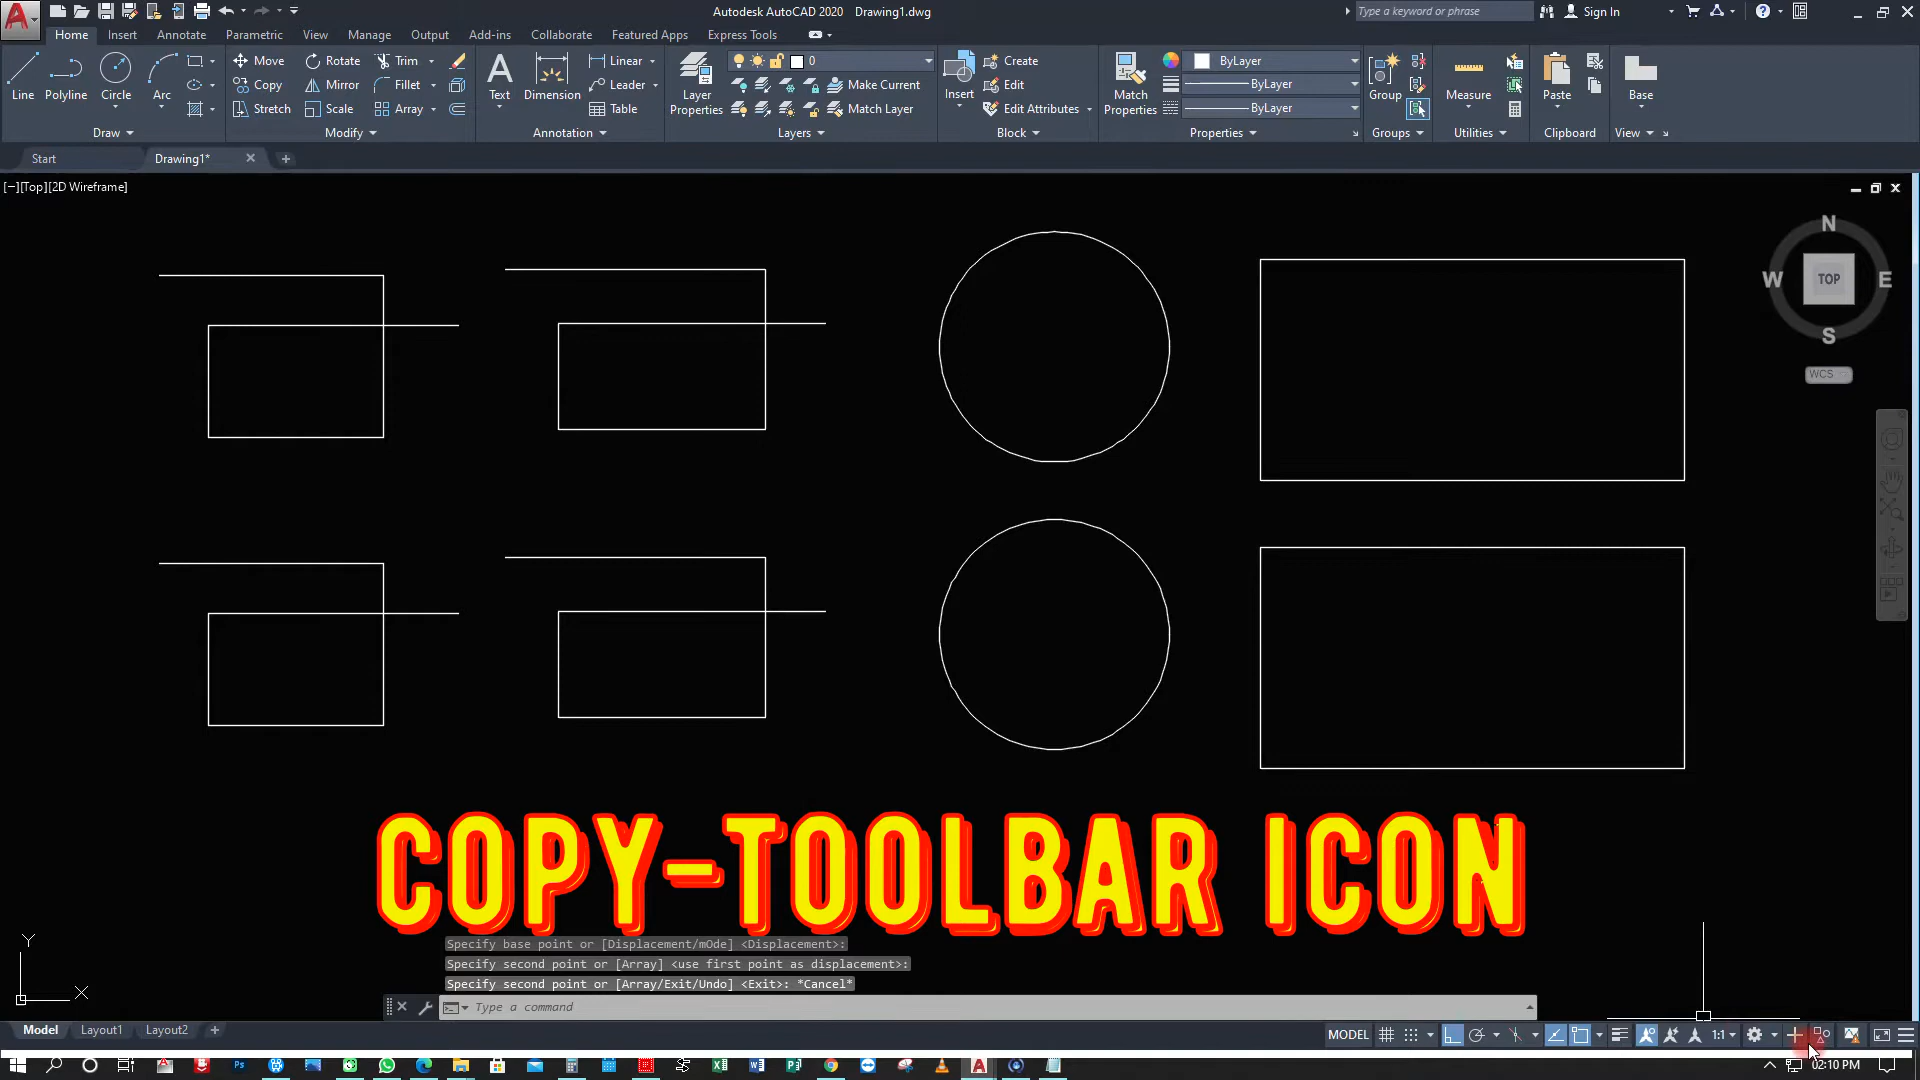 Autodesk AutoCAD 2020 Drawing1.dwg Type a keyword or phrase Sign In
Home Insert Annotate Parametric View Manage Output Add-ins Collaborate Featured Apps Express Tools
Line Polyline Circle Arc
Move Rotate Trim
Copy Mirror Fillet
Stretch Scale Array
Text Dimension
Linear
Leader
Table
Layer Properties
0
Make Current
Match Layer
Insert
Create
Edit
Edit Attributes
Match Properties
ByLayer
ByLayer
ByLayer
Group
Measure
Paste
Base
Draw Modify Annotation Layers Block Properties Groups Utilities Clipboard View
Start Drawing1*
[−][Top][2D Wireframe]
N
W TOP E
S
WCS
COPY-TOOLBAR ICON
Specify base point or [Displacement/mOde] <Displacement>:
Specify second point or [Array] <use first point as displacement>:
Specify second point or [Array/Exit/Undo] <Exit>: *Cancel*
Type a command
Y
X
Model Layout1 Layout2
MODEL 1:1
02:10 PM